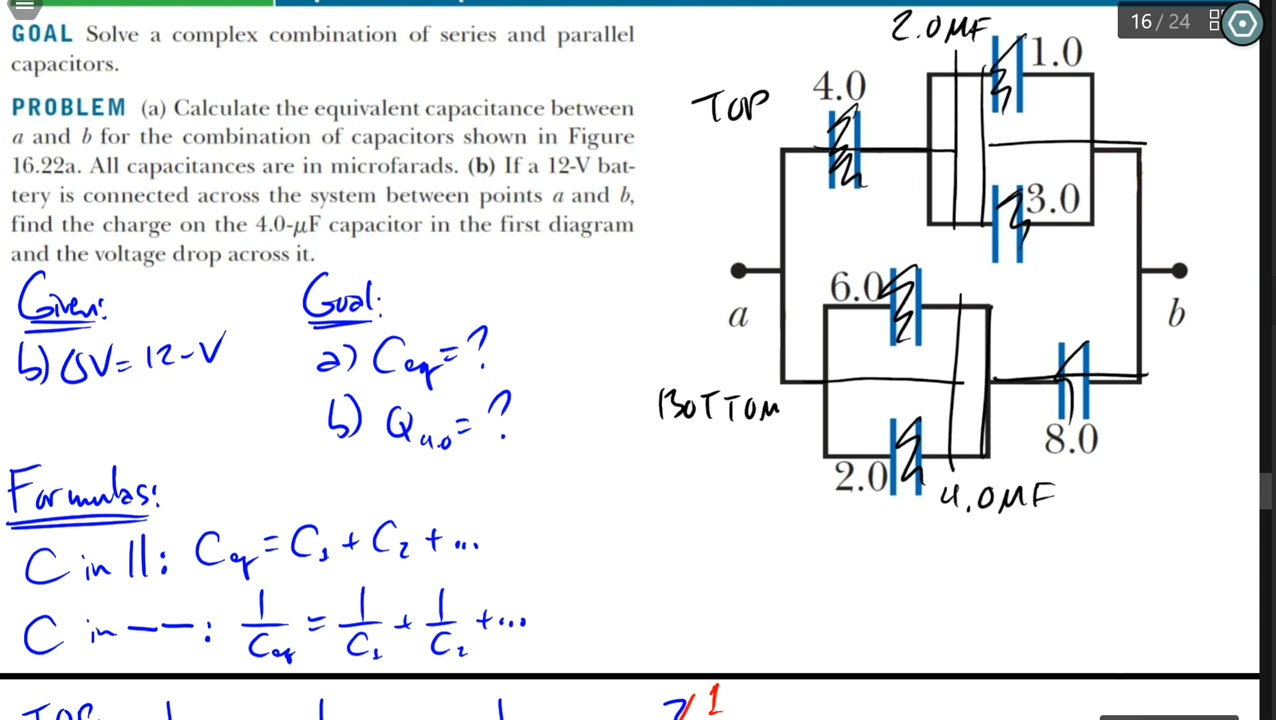 16 / 24
GOAL Solve a complex combination of series and parallel
capacitors.
PROBLEM (a) Calculate the equivalent capacitance between
a and b for the combination of capacitors shown in Figure
16.22a. All capacitances are in microfarads. (b) If a 12-V bat-
tery is connected across the system between points a and b,
find the charge on the 4.0-μF capacitor in the first diagram
and the voltage drop across it.
Given:
b) ΔV = 12-V
Goal:
a) Ceq = ?
b) Q4.0 = ?
Formulas:
C in ||: Ceq = C1 + C2 + ...
C in ——: 1/Ceq = 1/C1 + 1/C2 + ...
2.0 MF
TOP
4.0
1.0
3.0
a
b
6.0
BOTTOM
2.0
8.0
4.0 MF
1